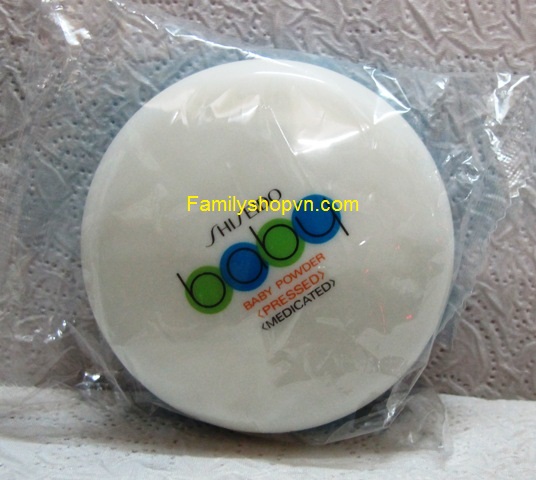 Familyshopvn.com
SHISEIDO
baby
BABY POWDER
<PRESSED>
<MEDICATED>